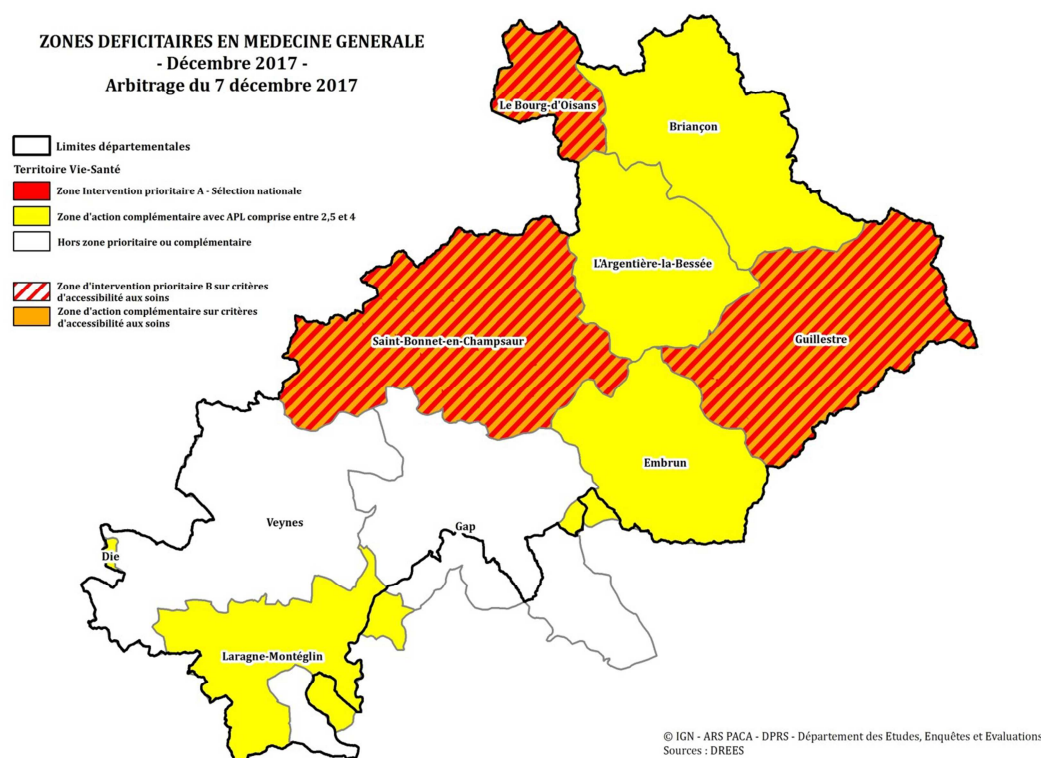 ZONES DEFICITAIRES EN MEDECINE GENERALE
- Décembre 2017 -
Arbitrage du 7 décembre 2017
Limites départementales
Territoire Vie-Santé
Zone Intervention prioritaire A - Sélection nationale
Zone d'action complémentaire avec APL comprise entre 2,5 et 4
Hors zone prioritaire ou complémentaire
Zone d'intervention prioritaire B sur critères
d'accessibilité aux soins
Zone d'action complémentaire sur critères
d'accessibilité aux soins
Le Bourg-d'Oisans
Briançon
L'Argentière-la-Bessée
Saint-Bonnet-en-Champsaur
Guillestre
Embrun
Veynes
Gap
Die
Laragne-Montéglin
© IGN - ARS PACA - DPRS - Département des Etudes, Enquêtes et Evaluations
Sources : DREES